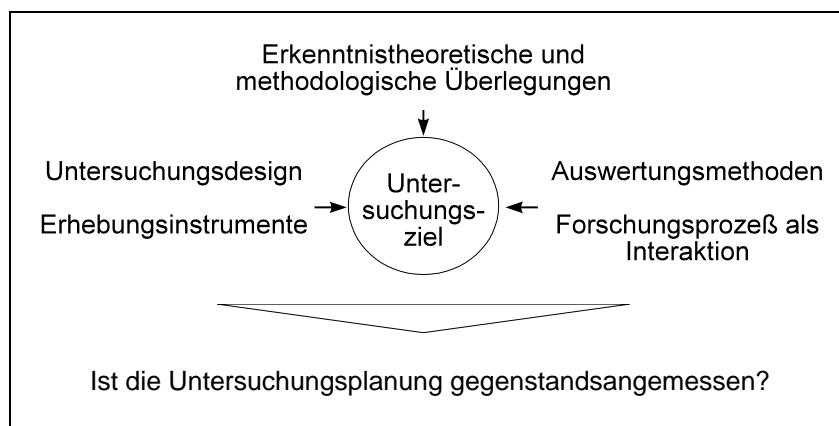 Erkenntnistheoretische und
methodologische Überlegungen
Untersuchungsdesign
Erhebungsinstrumente
Unter-
suchungs-
ziel
Auswertungsmethoden
Forschungsprozeß als
Interaktion
Ist die Untersuchungsplanung gegenstandsangemessen?